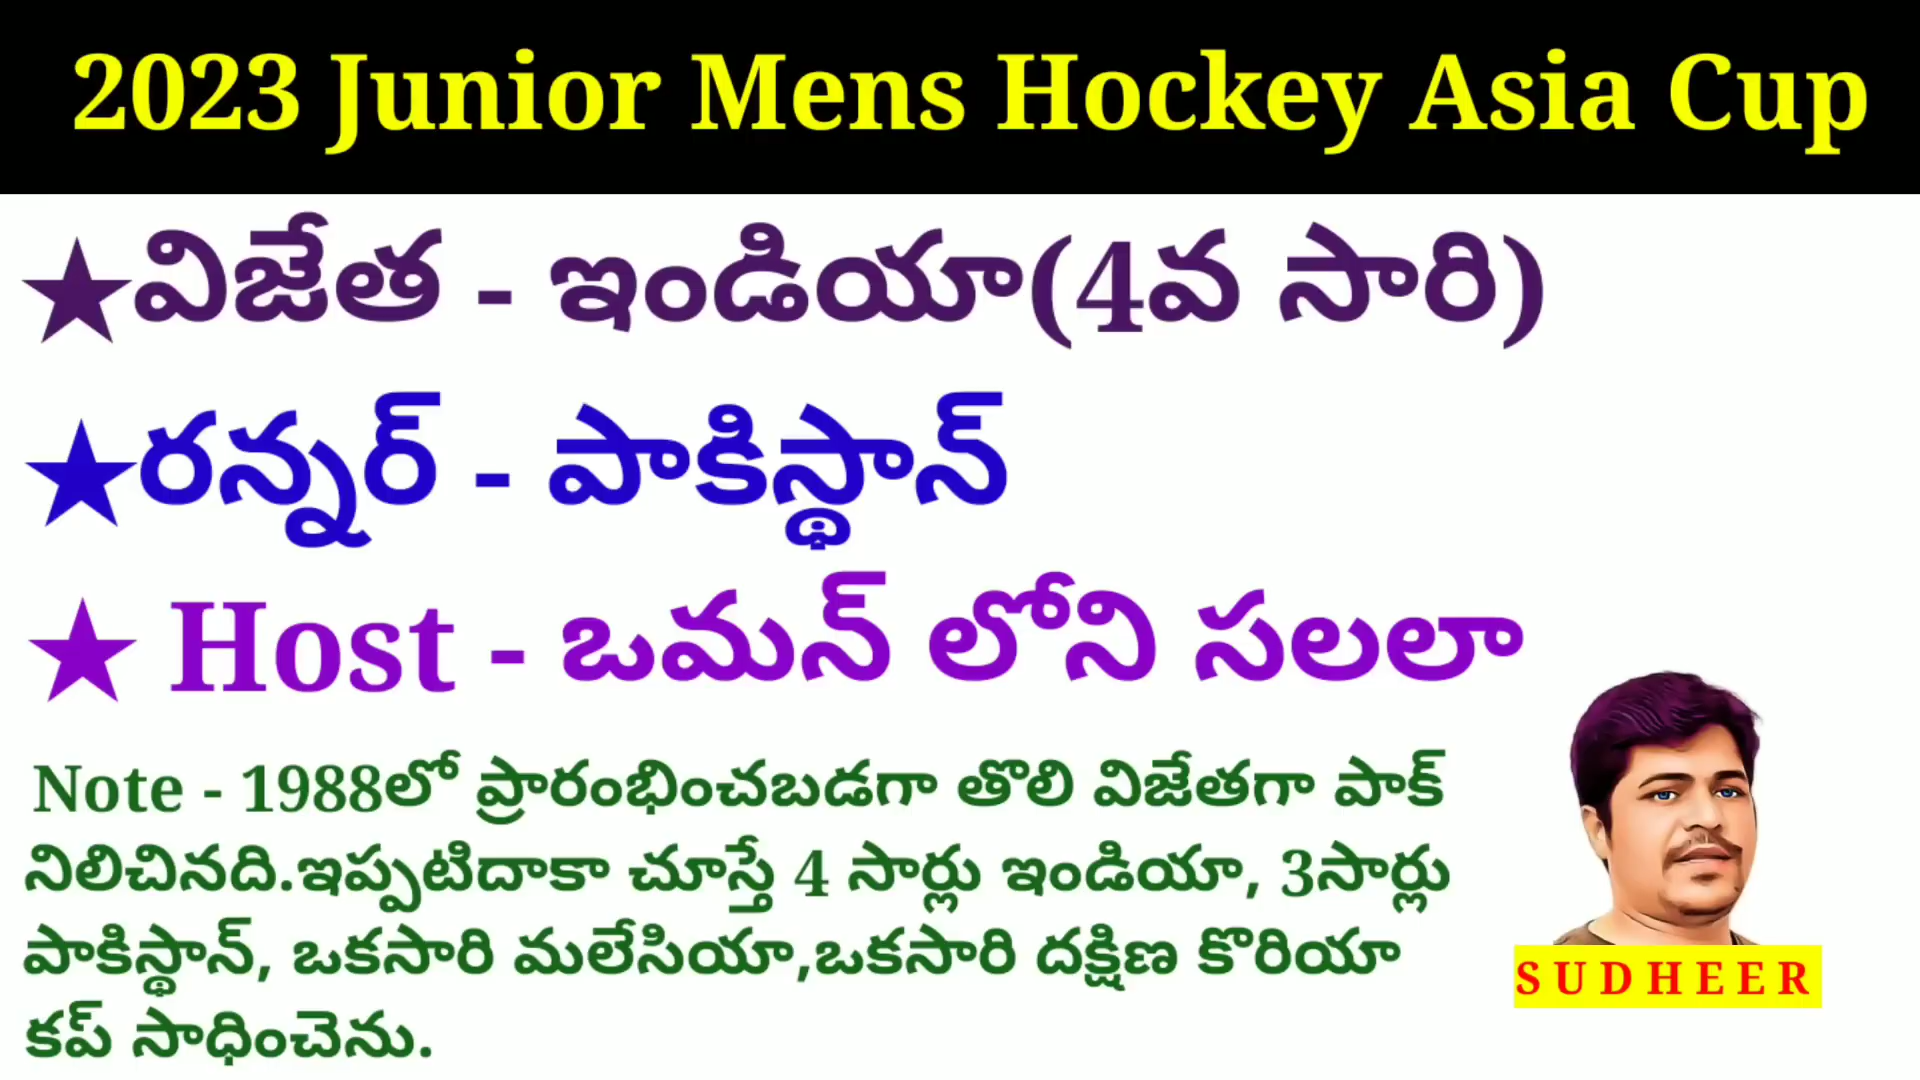 2023 Junior Mens Hockey Asia Cup
★విజేత - ఇండియా(4వ సారి)
★రన్నర్ - పాకిస్థాన్
★ Host - ఒమన్ లోని సలలా
Note - 1988లో ప్రారంభించబడగా తొలి విజేతగా పాక్
నిలిచినది.ఇప్పటిదాకా చూస్తే 4 సార్లు ఇండియా, 3సార్లు
పాకిస్థాన్, ఒకసారి మలేసియా,ఒకసారి దక్షిణ కొరియా
కప్ సాధించెను.
SUDHEER